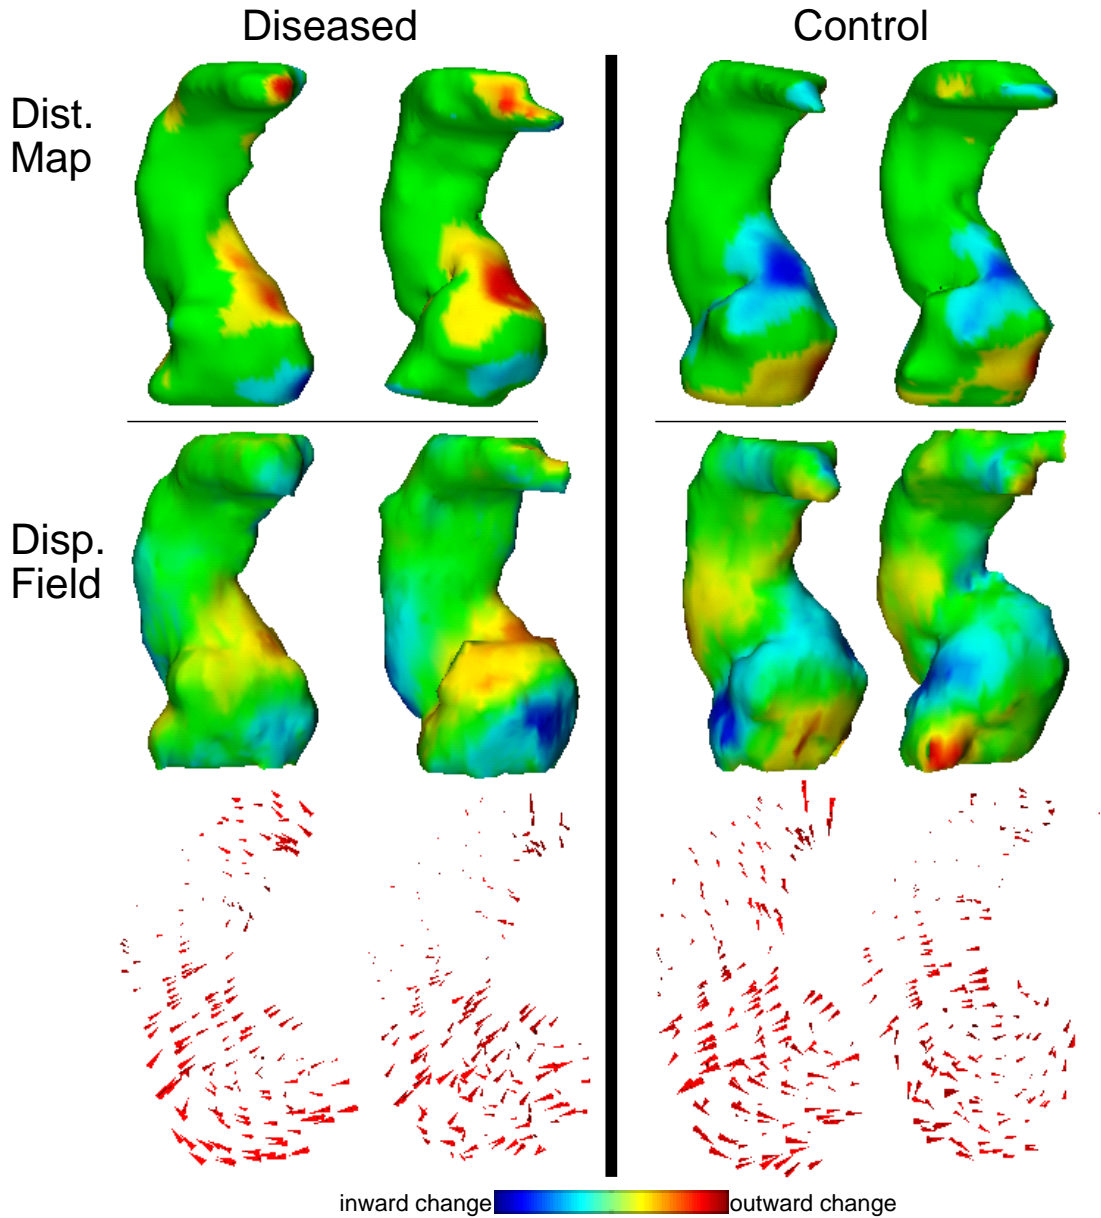 Diseased
Control
Dist.
Map
Disp.
Field
inward change
outward change